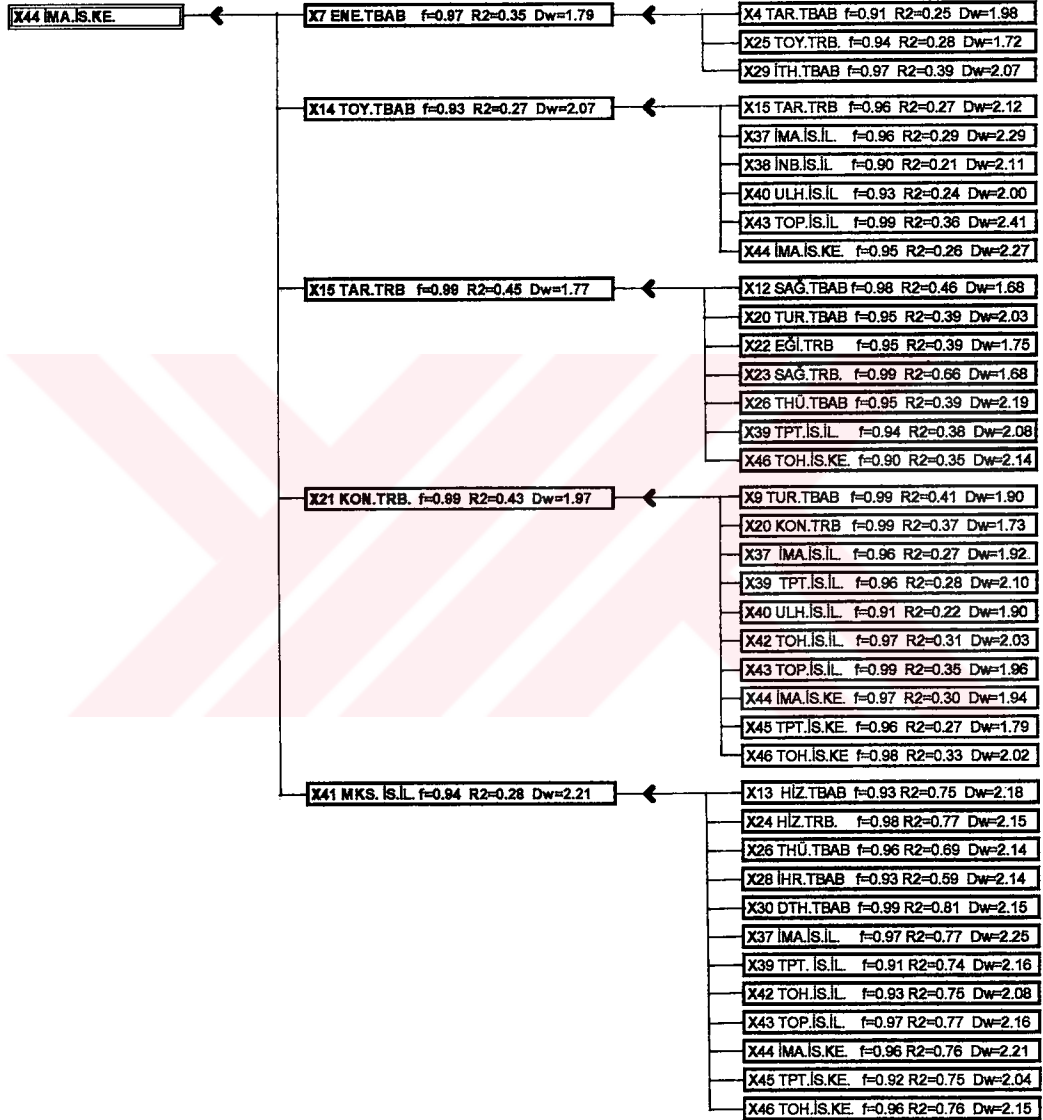 X44 İMA.İS.KE.
X7 ENE.TBAB f=0.97 R2=0.35 Dw=1.79
X4 TAR.TBAB f=0.91 R2=0.25 Dw=1.98
X25 TOY.TRB. f=0.94 R2=0.28 Dw=1.72
X29 İTH.TBAB f=0.97 R2=0.39 Dw=2.07
X14 TOY.TBAB f=0.93 R2=0.27 Dw=2.07
X15 TAR.TRB f=0.96 R2=0.27 Dw=2.12
X37 İMA.İS.İL. f=0.96 R2=0.29 Dw=2.29
X38 İNB.İS.İL f=0.90 R2=0.21 Dw=2.11
X40 ULH.İS.İL f=0.93 R2=0.24 Dw=2.00
X43 TOP.İS.İL f=0.99 R2=0.36 Dw=2.41
X44 İMA.İS.KE. f=0.95 R2=0.26 Dw=2.27
X15 TAR.TRB f=0.99 R2=0.45 Dw=1.77
X12 SAĞ.TBAB f=0.98 R2=0.46 Dw=1.68
X20 TUR.TBAB f=0.95 R2=0.39 Dw=2.03
X22 EĞİ.TRB f=0.95 R2=0.39 Dw=1.75
X23 SAĞ.TRB. f=0.99 R2=0.66 Dw=1.68
X26 THÜ.TBAB f=0.95 R2=0.39 Dw=2.19
X39 TPT.İS.İL. f=0.94 R2=0.38 Dw=2.08
X46 TOH.İS.KE. f=0.90 R2=0.35 Dw=2.14
X21 KON.TRB. f=0.99 R2=0.43 Dw=1.97
X9 TUR.TBAB f=0.99 R2=0.41 Dw=1.90
X20 KON.TRB f=0.99 R2=0.37 Dw=1.73
X37 İMA.İS.İL. f=0.96 R2=0.27 Dw=1.92.
X39 TPT.İS.İL. f=0.96 R2=0.28 Dw=2.10
X40 ULH.İS.İL. f=0.91 R2=0.22 Dw=1.90
X42 TOH.İS.İL. f=0.97 R2=0.31 Dw=2.03
X43 TOP.İS.İL. f=0.99 R2=0.35 Dw=1.96
X44 İMA.İS.KE. f=0.97 R2=0.30 Dw=1.94
X45 TPT.İS.KE. f=0.96 R2=0.27 Dw=1.79
X46 TOH.İS.KE f=0.98 R2=0.33 Dw=2.02
X41 MKS. İS.İL. f=0.94 R2=0.28 Dw=2.21
X13 HİZ.TBAB f=0.93 R2=0.75 Dw=2.18
X24 HİZ.TRB. f=0.98 R2=0.77 Dw=2.15
X26 THÜ.TBAB f=0.96 R2=0.69 Dw=2.14
X28 İHR.TBAB f=0.93 R2=0.59 Dw=2.14
X30 DTH.TBAB f=0.99 R2=0.81 Dw=2.15
X37 İMA.İS.İL. f=0.97 R2=0.77 Dw=2.25
X39 TPT. İS.İL. f=0.91 R2=0.74 Dw=2.16
X42 TOH.İS.İL. f=0.93 R2=0.75 Dw=2.08
X43 TOP.İS.İL. f=0.97 R2=0.77 Dw=2.16
X44 İMA.İS.KE. f=0.96 R2=0.76 Dw=2.21
X45 TPT.İS.KE. f=0.92 R2=0.75 Dw=2.04
X46 TOH.İS.KE. f=0.96 R2=0.76 Dw=2.15